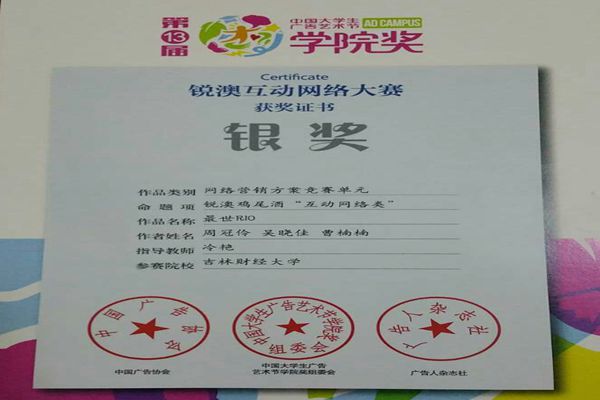 第13届
中国大学生
广告艺术节 AD CAMPUS
学院奖
Certificate
锐澳互动网络大赛
获奖证书
银奖
作品类别 网络营销方案竞赛单元
命题项 锐澳鸡尾酒“互动网络类”
作品名称 最世RIO
作者姓名 周冠伶 吴晓佳 曹楠楠
指导教师 冷艳
参赛院校 吉林财经大学
中国广告协会
中国大学生广告艺术节学院奖
组委会
广告人杂志社
中国广告协会
中国大学生广告
艺术节学院奖组委会
广告人杂志社